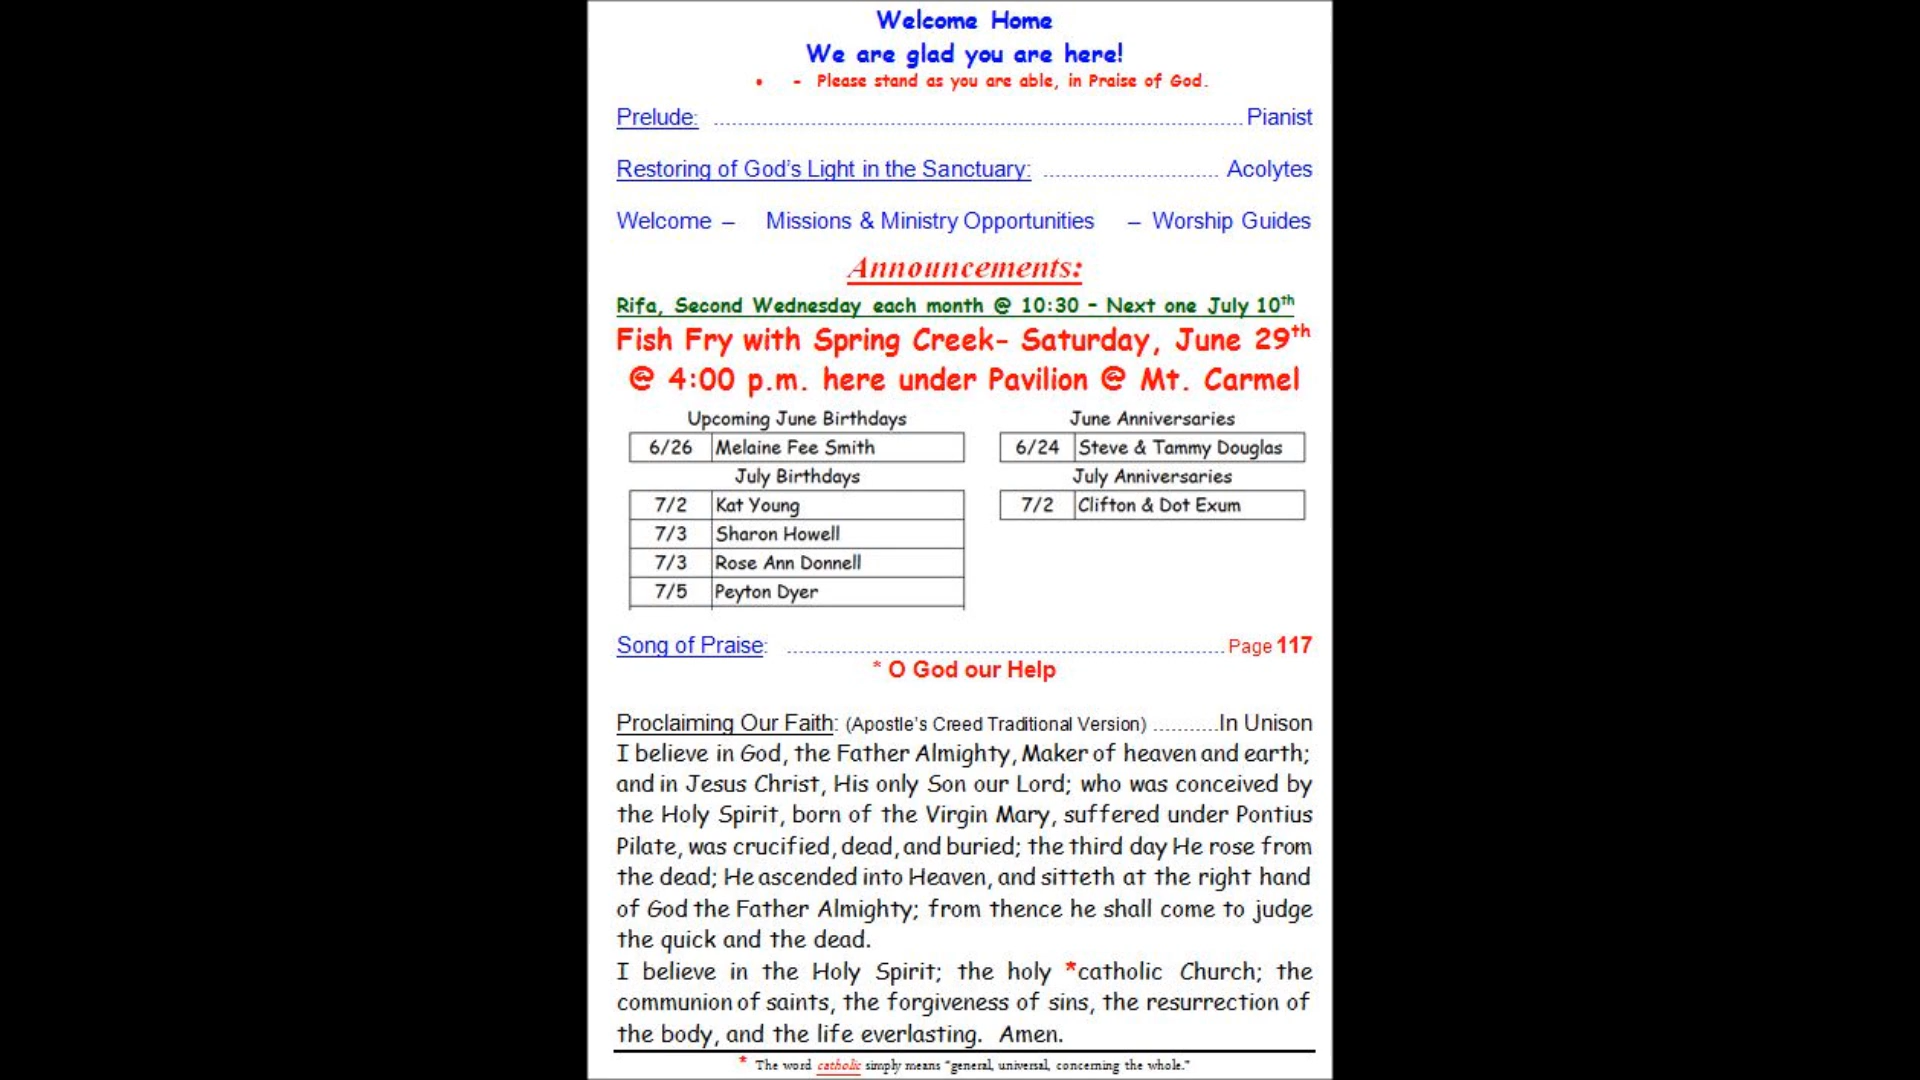 Welcome Home
We are glad you are here!
• - Please stand as you are able, in Praise of God.
Prelude: ........................................................................................ Pianist
Restoring of God's Light in the Sanctuary: ............................. Acolytes
Welcome – Missions & Ministry Opportunities – Worship Guides
Announcements:
Rifa, Second Wednesday each month @ 10:30 – Next one July 10th
Fish Fry with Spring Creek- Saturday, June 29th
@ 4:00 p.m. here under Pavilion @ Mt. Carmel
Upcoming June Birthdays
6/26 Melaine Fee Smith
July Birthdays
7/2 Kat Young
7/3 Sharon Howell
7/3 Rose Ann Donnell
7/5 Peyton Dyer
June Anniversaries
6/24 Steve & Tammy Douglas
July Anniversaries
7/2 Clifton & Dot Exum
Song of Praise: ......................................................................... Page 117
* O God our Help
Proclaiming Our Faith: (Apostle's Creed Traditional Version) ...........In Unison
I believe in God, the Father Almighty, Maker of heaven and earth;
and in Jesus Christ, His only Son our Lord; who was conceived by
the Holy Spirit, born of the Virgin Mary, suffered under Pontius
Pilate, was crucified, dead, and buried; the third day He rose from
the dead; He ascended into Heaven, and sitteth at the right hand
of God the Father Almighty; from thence he shall come to judge
the quick and the dead.
I believe in the Holy Spirit; the holy *catholic Church; the
communion of saints, the forgiveness of sins, the resurrection of
the body, and the life everlasting. Amen.
* The word catholic simply means "general, universal, concerning the whole."